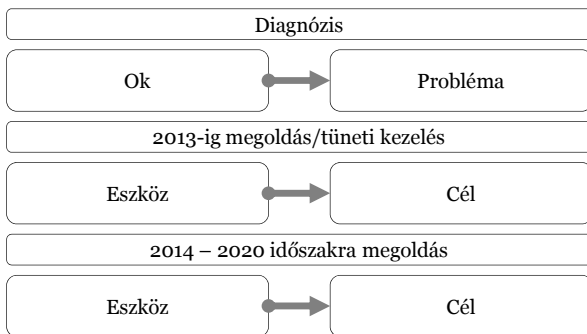 Diagnózis
Ok
Probléma
2013-ig megoldás/tüneti kezelés
Eszköz
Cél
2014 – 2020 időszakra megoldás
Eszköz
Cél